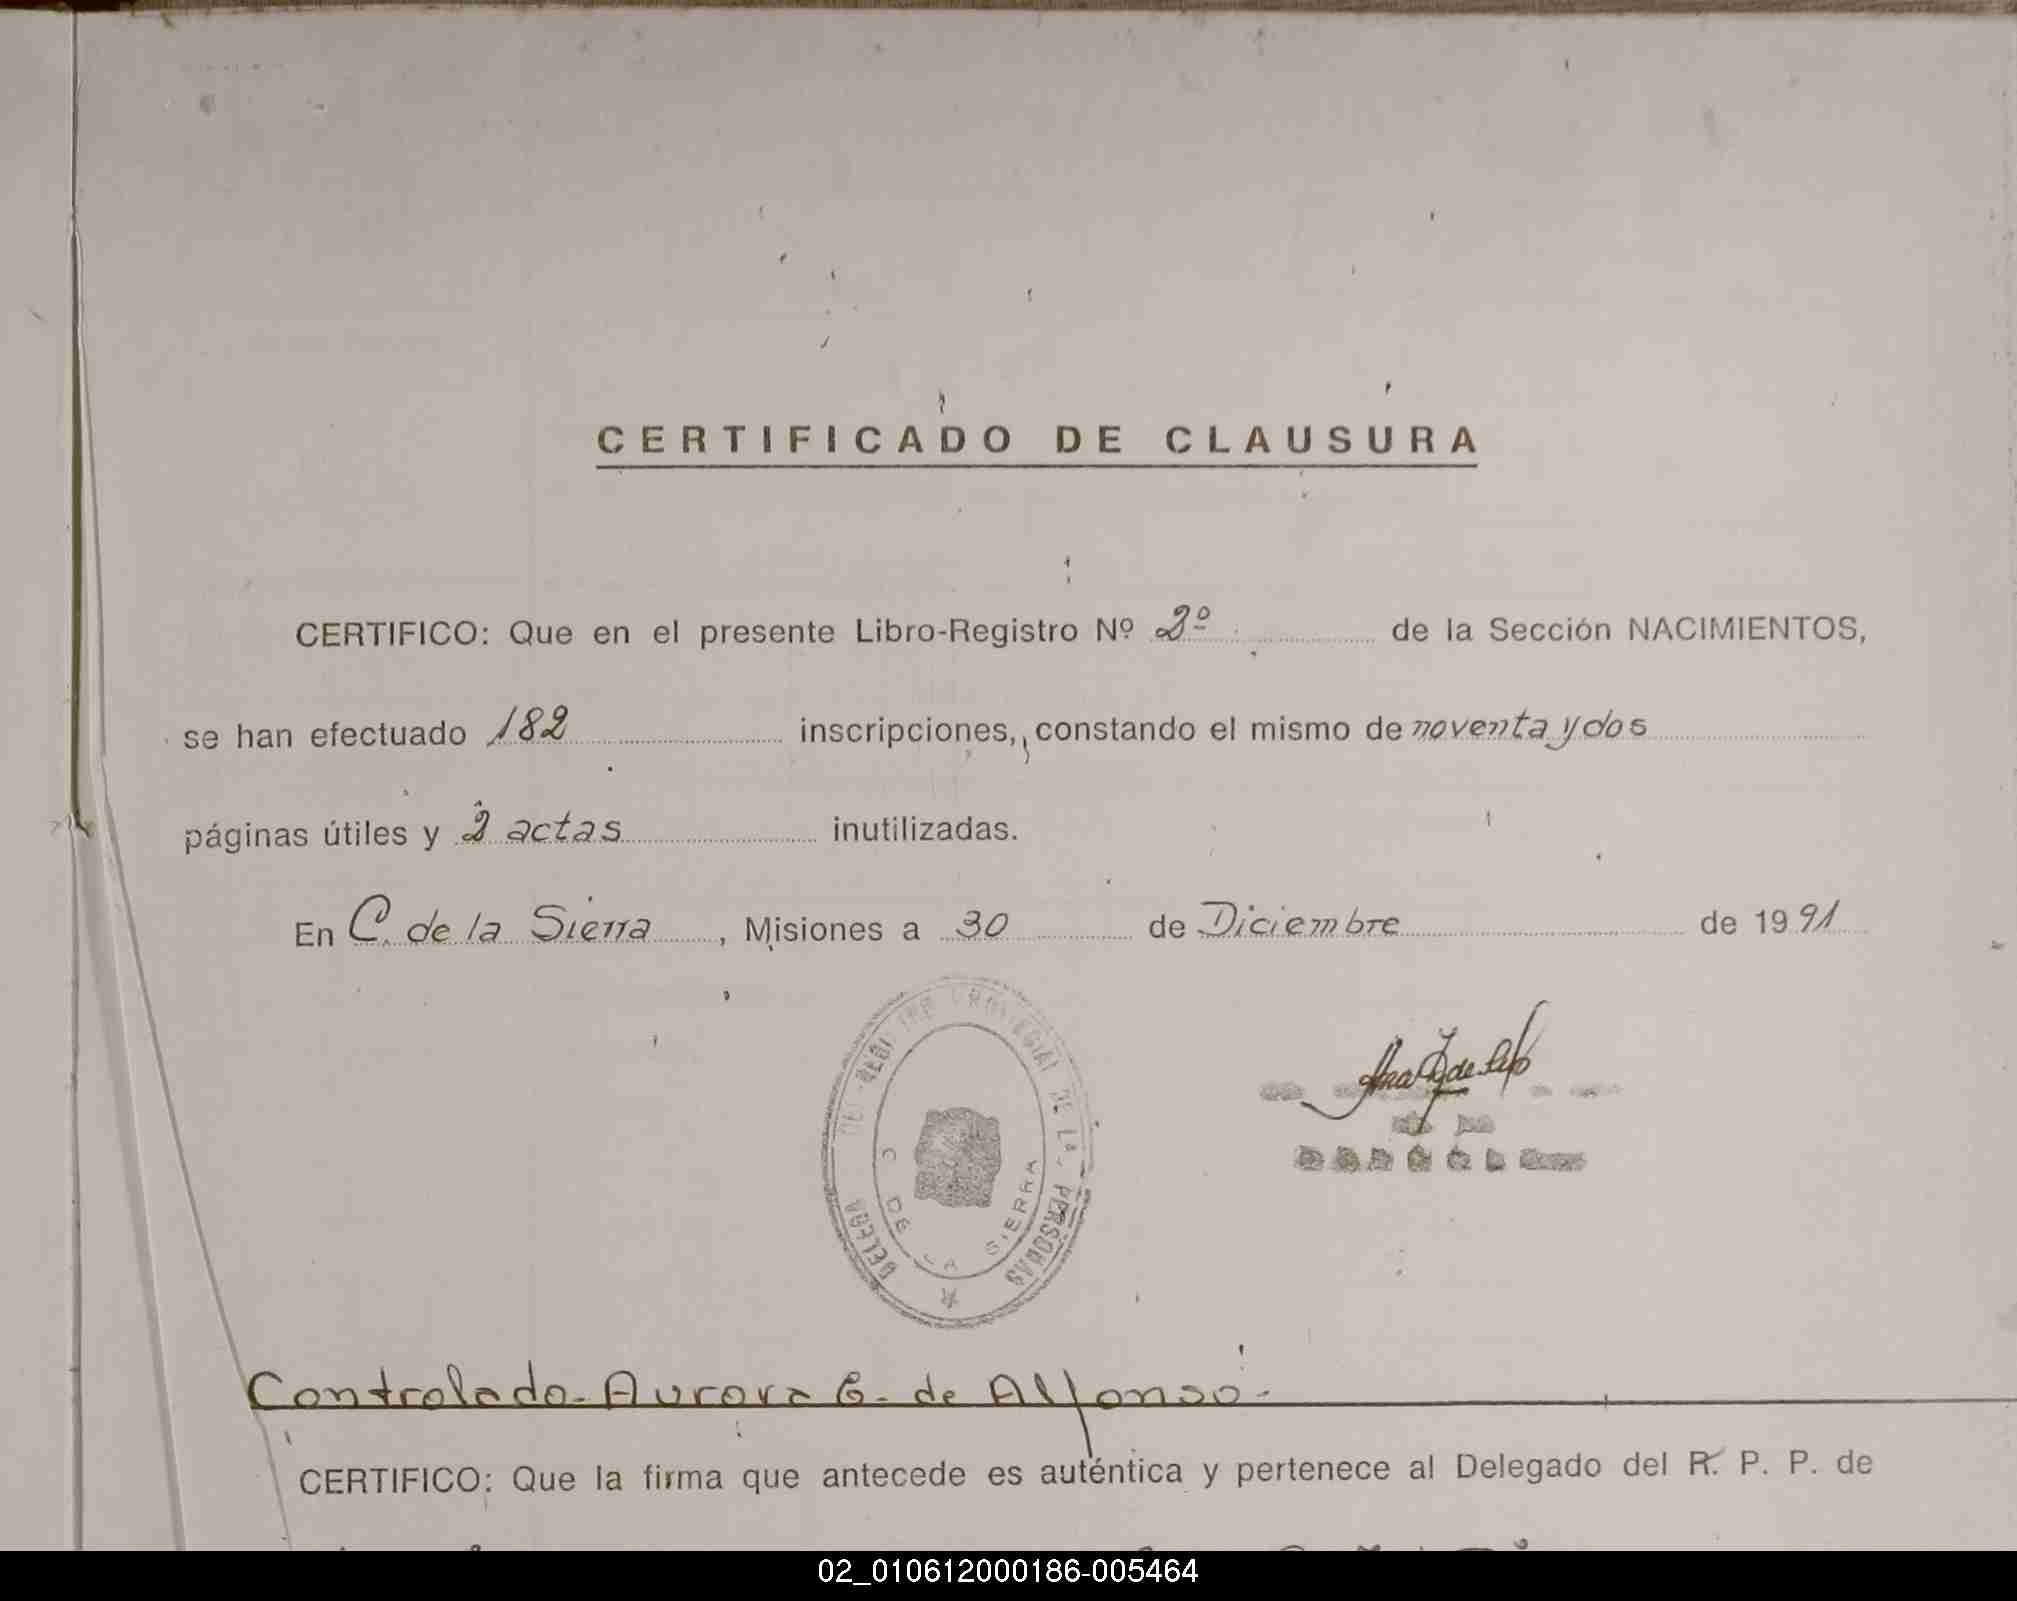 CERTIFICADO DE CLAUSURA
CERTIFICO: Que en el presente Libro-Registro Nº 2º de la Sección NACIMIENTOS,
se han efectuado 182 inscripciones, constando el mismo de noventa y dos
páginas útiles y 2 actas inutilizadas.
En C. de la Sierra, Misiones a 30 de Diciembre de 1991
PERSONAS
C DE LA SIERRA
Controlado - Aurora G. de Alfonso -
CERTIFICO: Que la firma que antecede es auténtica y pertenece al Delegado del R. P. P. de
02_010612000186-005464